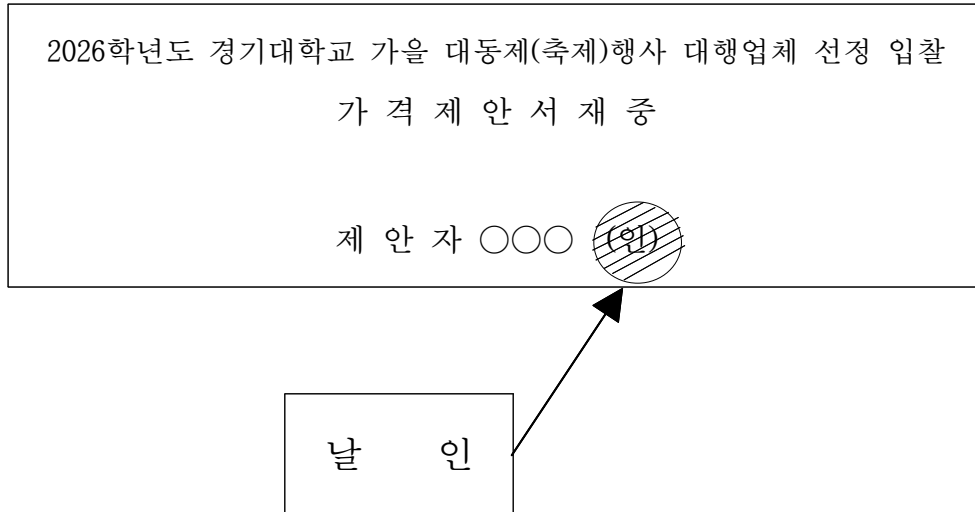 2026학년도 경기대학교 가을 대동제(축제)행사 대행업체 선정 입찰
가 격 제 안 서 재 중
제 안 자 ○○○ (인)
날 인